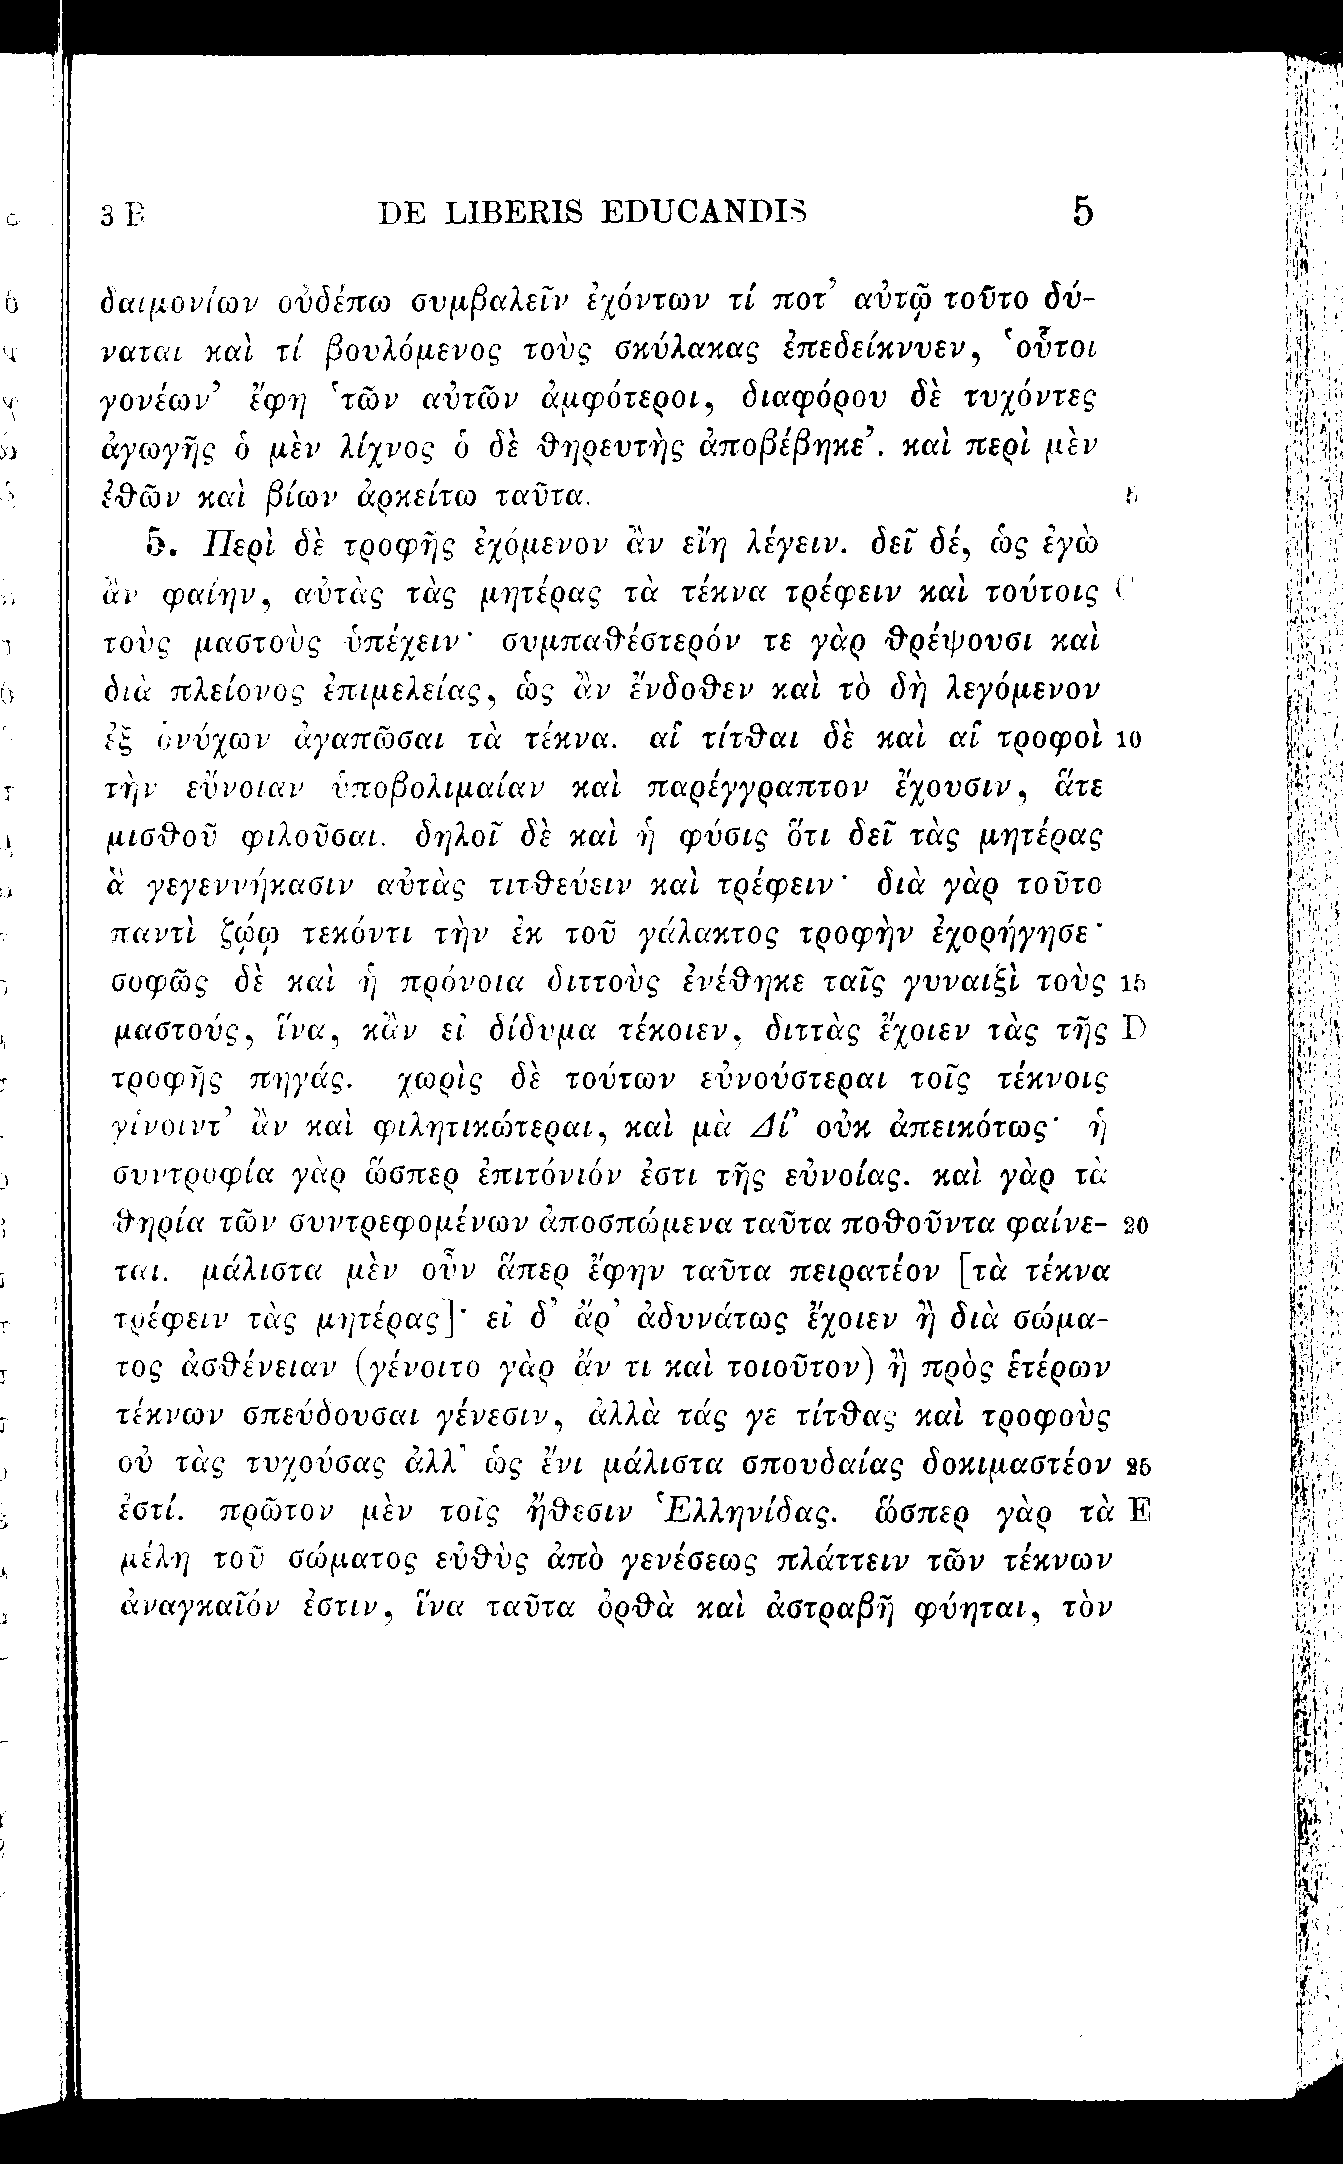 3 B DE LIBERIS EDUCANDIS 5
δαιμονίων οὐδέπω συμβαλεῖν ἐχόντων τί ποτ’ αὐτῷ τοῦτο δύ-
ναται καὶ τί βουλόμενος τοὺς σκύλακας ἐπεδείκνυεν, ‘οὗτοι
γονέων’ ἔφη ‘τῶν αὐτῶν ἀμφότεροι, διαφόρου δὲ τυχόντες
ἀγωγῆς ὁ μὲν λίχνος ὁ δὲ θηρευτὴς ἀποβέβηκε’. καὶ περὶ μὲν
ἐθῶν καὶ βίων ἀρκείτω ταῦτα. 5
5. Περὶ δὲ τροφῆς ἐχόμενον ἂν εἴη λέγειν. δεῖ δέ, ὡς ἐγὼ
ἂν φαίην, αὐτὰς τὰς μητέρας τὰ τέκνα τρέφειν καὶ τούτοις C
τοὺς μαστοὺς ὑπέχειν· συμπαθέστερόν τε γὰρ θρέψουσι καὶ
διὰ πλείονος ἐπιμελείας, ὡς ἂν ἔνδοθεν καὶ τὸ δὴ λεγόμενον
ἐξ ὀνύχων ἀγαπῶσαι τὰ τέκνα. αἱ τίτθαι δὲ καὶ αἱ τροφοὶ 10
τὴν εὔνοιαν ὑποβολιμαίαν καὶ παρέγγραπτον ἔχουσιν, ἅτε
μισθοῦ φιλοῦσαι. δηλοῖ δὲ καὶ ἡ φύσις ὅτι δεῖ τὰς μητέρας
ἃ γεγεννήκασιν αὐτὰς τιτθεύειν καὶ τρέφειν· διὰ γὰρ τοῦτο
παντὶ ζῴῳ τεκόντι τὴν ἐκ τοῦ γάλακτος τροφὴν ἐχορήγησε·
σοφῶς δὲ καὶ ἡ πρόνοια διττοὺς ἐνέθηκε ταῖς γυναιξὶ τοὺς 15
μαστούς, ἵνα, κἂν εἰ δίδυμα τέκοιεν, διττὰς ἔχοιεν τὰς τῆς D
τροφῆς πηγάς. χωρὶς δὲ τούτων εὐνούστεραι τοῖς τέκνοις
γίνοιντ’ ἂν καὶ φιλητικώτεραι, καὶ μὰ Δί’ οὐκ ἀπεικότως· ἡ
συντροφία γὰρ ὥσπερ ἐπιτόνιόν ἐστι τῆς εὐνοίας. καὶ γὰρ τὰ
θηρία τῶν συντρεφομένων ἀποσπώμενα ταῦτα ποθοῦντα φαίνε- 20
ται. μάλιστα μὲν οὖν ἅπερ ἔφην ταῦτα πειρατέον [τὰ τέκνα
τρέφειν τὰς μητέρας]· εἰ δ’ ἄρ’ ἀδυνάτως ἔχοιεν ἢ διὰ σώμα-
τος ἀσθένειαν (γένοιτο γὰρ ἄν τι καὶ τοιοῦτον) ἢ πρὸς ἑτέρων
τέκνων σπεύδουσαι γένεσιν, ἀλλὰ τάς γε τίτθας καὶ τροφοὺς
οὐ τὰς τυχούσας ἀλλ’ ὡς ἔνι μάλιστα σπουδαίας δοκιμαστέον 25
ἐστί. πρῶτον μὲν τοῖς ἤθεσιν Ἑλληνίδας. ὥσπερ γὰρ τὰ E
μέλη τοῦ σώματος εὐθὺς ἀπὸ γενέσεως πλάττειν τῶν τέκνων
ἀναγκαῖόν ἐστιν, ἵνα ταῦτα ὀρθὰ καὶ ἀστραβῆ φύηται, τὸν